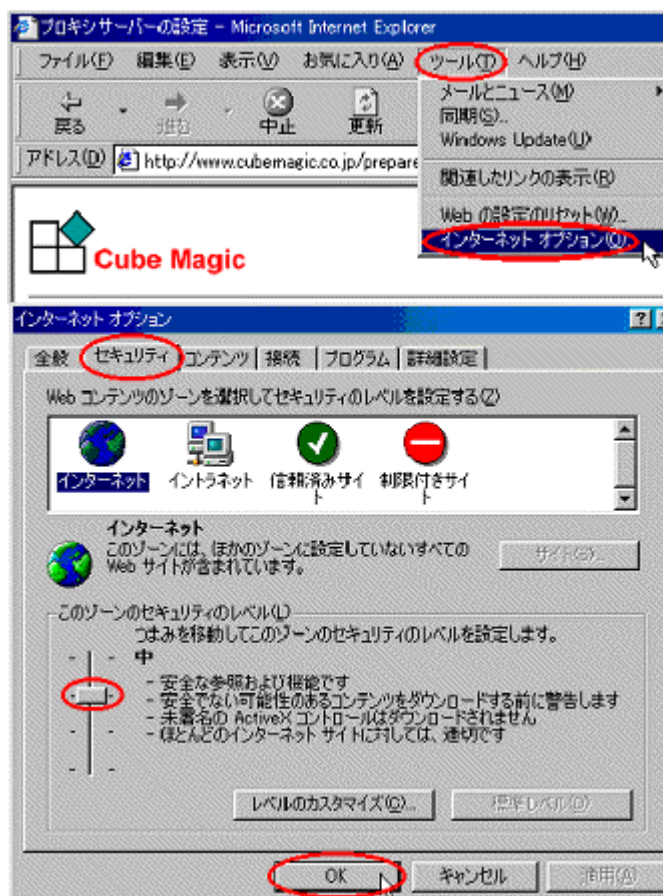 プロキシサーバーの設定 - Microsoft Internet Explorer
ファイル(F) 編集(E) 表示(V) お気に入り(A) ツール(T) ヘルプ(H)
戻る 進む 中止 更新
メールとニュース(M)
同期(S)...
Windows Update(U)
関連したリンクの表示(R)
Web の設定のリセット(W)...
インターネット オプション(O)...
アドレス(D) http://www.cubemagic.co.jp/prepare
Cube Magic
インターネット オプション
全般 セキュリティ コンテンツ 接続 プログラム 詳細設定
Web コンテンツのゾーンを選択してセキュリティのレベルを設定する(Z)
インターネット イントラネット 信頼済みサイト 制限付きサイト
インターネット
このゾーンには、ほかのゾーンに設定していないすべての
Web サイトが含まれています。
サイト(S)...
このゾーンのセキュリティのレベル(L)
つまみを移動してこのゾーンのセキュリティのレベルを設定します。
中
- 安全な参照および機能です
- 安全でない可能性のあるコンテンツをダウンロードする前に警告します
- 未署名の ActiveX コントロールはダウンロードされません
- ほとんどのインターネット サイトに対しては、適切です
レベルのカスタマイズ(C)... 標準レベル(D)
OK キャンセル 適用(A)